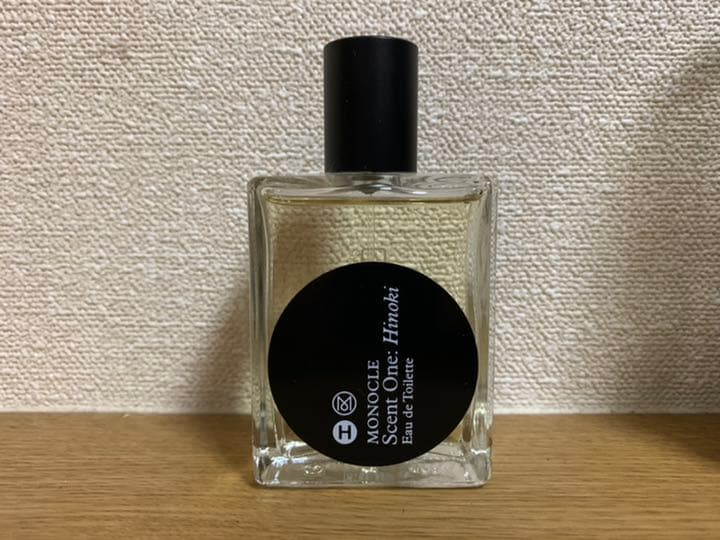 MONOCLE
Scent One: Hinoki
Eau de Toilette